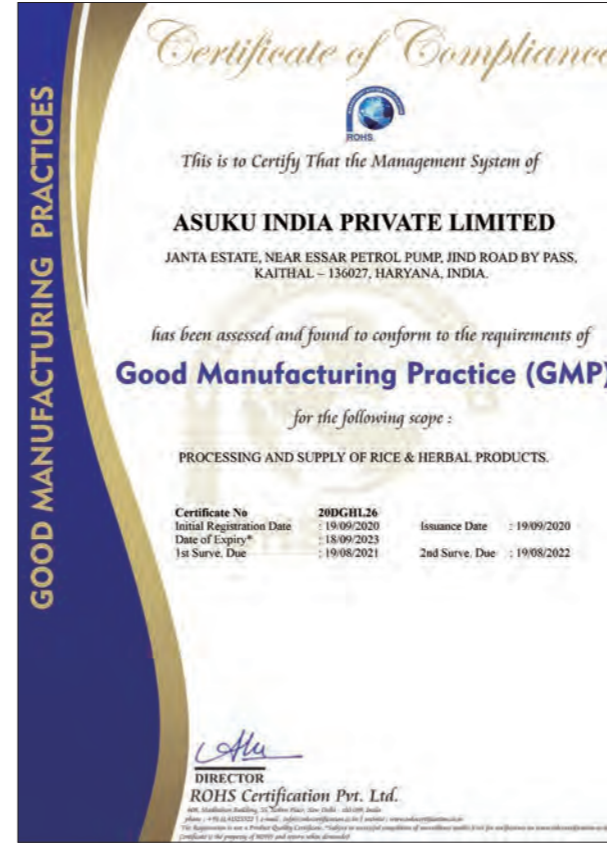 Certificate of Compliance
ROHS
This is to Certify That the Management System of
ASUKU INDIA PRIVATE LIMITED
JANTA ESTATE, NEAR ESSAR PETROL PUMP, JIND ROAD BY PASS,
KAITHAL – 136027, HARYANA, INDIA.
has been assessed and found to conform to the requirements of
Good Manufacturing Practice (GMP)
for the following scope :
PROCESSING AND SUPPLY OF RICE & HERBAL PRODUCTS.
Certificate No 20DGHL26
Initial Registration Date : 19/09/2020 Issuance Date : 19/09/2020
Date of Expiry* : 18/09/2023
1st Surve. Due : 19/08/2021 2nd Surve. Due : 19/08/2022
DIRECTOR
ROHS Certification Pvt. Ltd.
GOOD MANUFACTURING PRACTICES